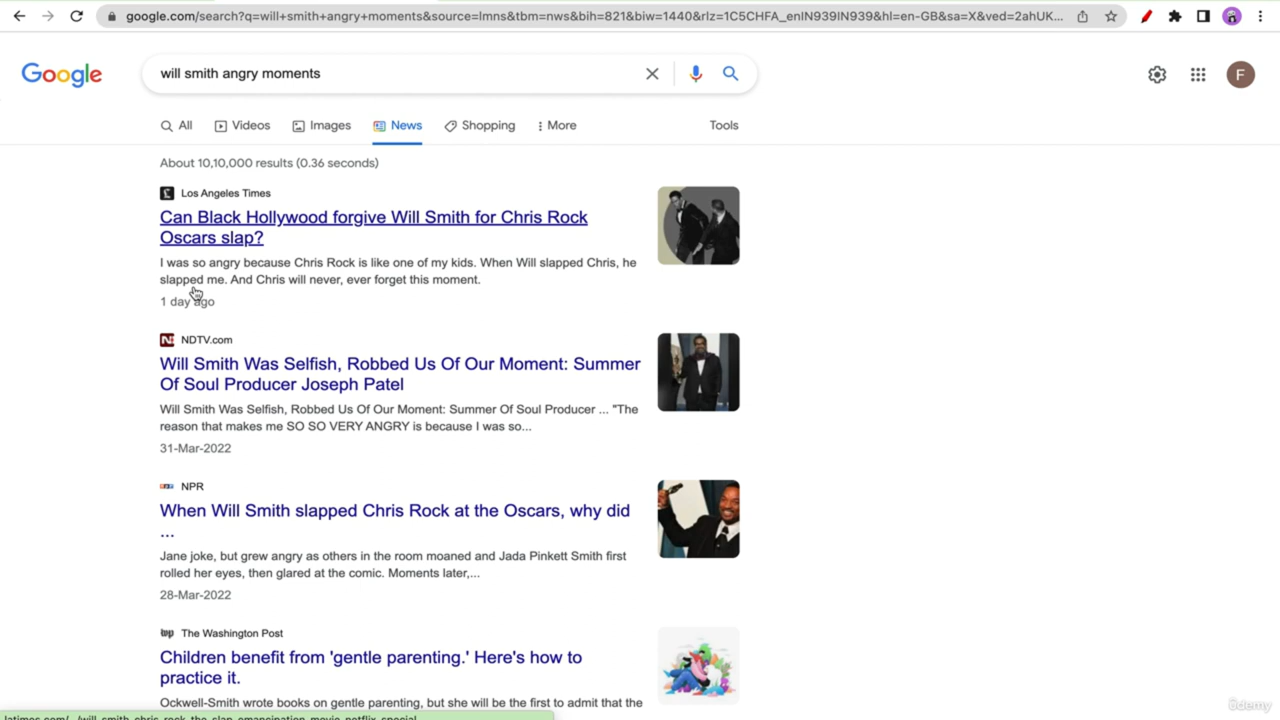 google.com/search?q=will+smith+angry+moments&source=lmns&tbm=nws&bih=821&biw=1440&rlz=1C5CHFA_enIN939IN939&hl=en-GB&sa=X&ved=2ahUK...
Google
will smith angry moments
F
All Videos Images News Shopping More Tools
About 10,10,000 results (0.36 seconds)
Los Angeles Times
Can Black Hollywood forgive Will Smith for Chris Rock
Oscars slap?
I was so angry because Chris Rock is like one of my kids. When Will slapped Chris, he
slapped me. And Chris will never, ever forget this moment.
1 day ago
NDTV.com
Will Smith Was Selfish, Robbed Us Of Our Moment: Summer
Of Soul Producer Joseph Patel
Will Smith Was Selfish, Robbed Us Of Our Moment: Summer Of Soul Producer ... "The
reason that makes me SO SO VERY ANGRY is because I was so...
31-Mar-2022
NPR
When Will Smith slapped Chris Rock at the Oscars, why did
...
Jane joke, but grew angry as others in the room moaned and Jada Pinkett Smith first
rolled her eyes, then glared at the comic. Moments later,...
28-Mar-2022
wp The Washington Post
Children benefit from 'gentle parenting.' Here's how to
practice it.
Ockwell-Smith wrote books on gentle parenting, but she will be the first to admit that the
ûdemy